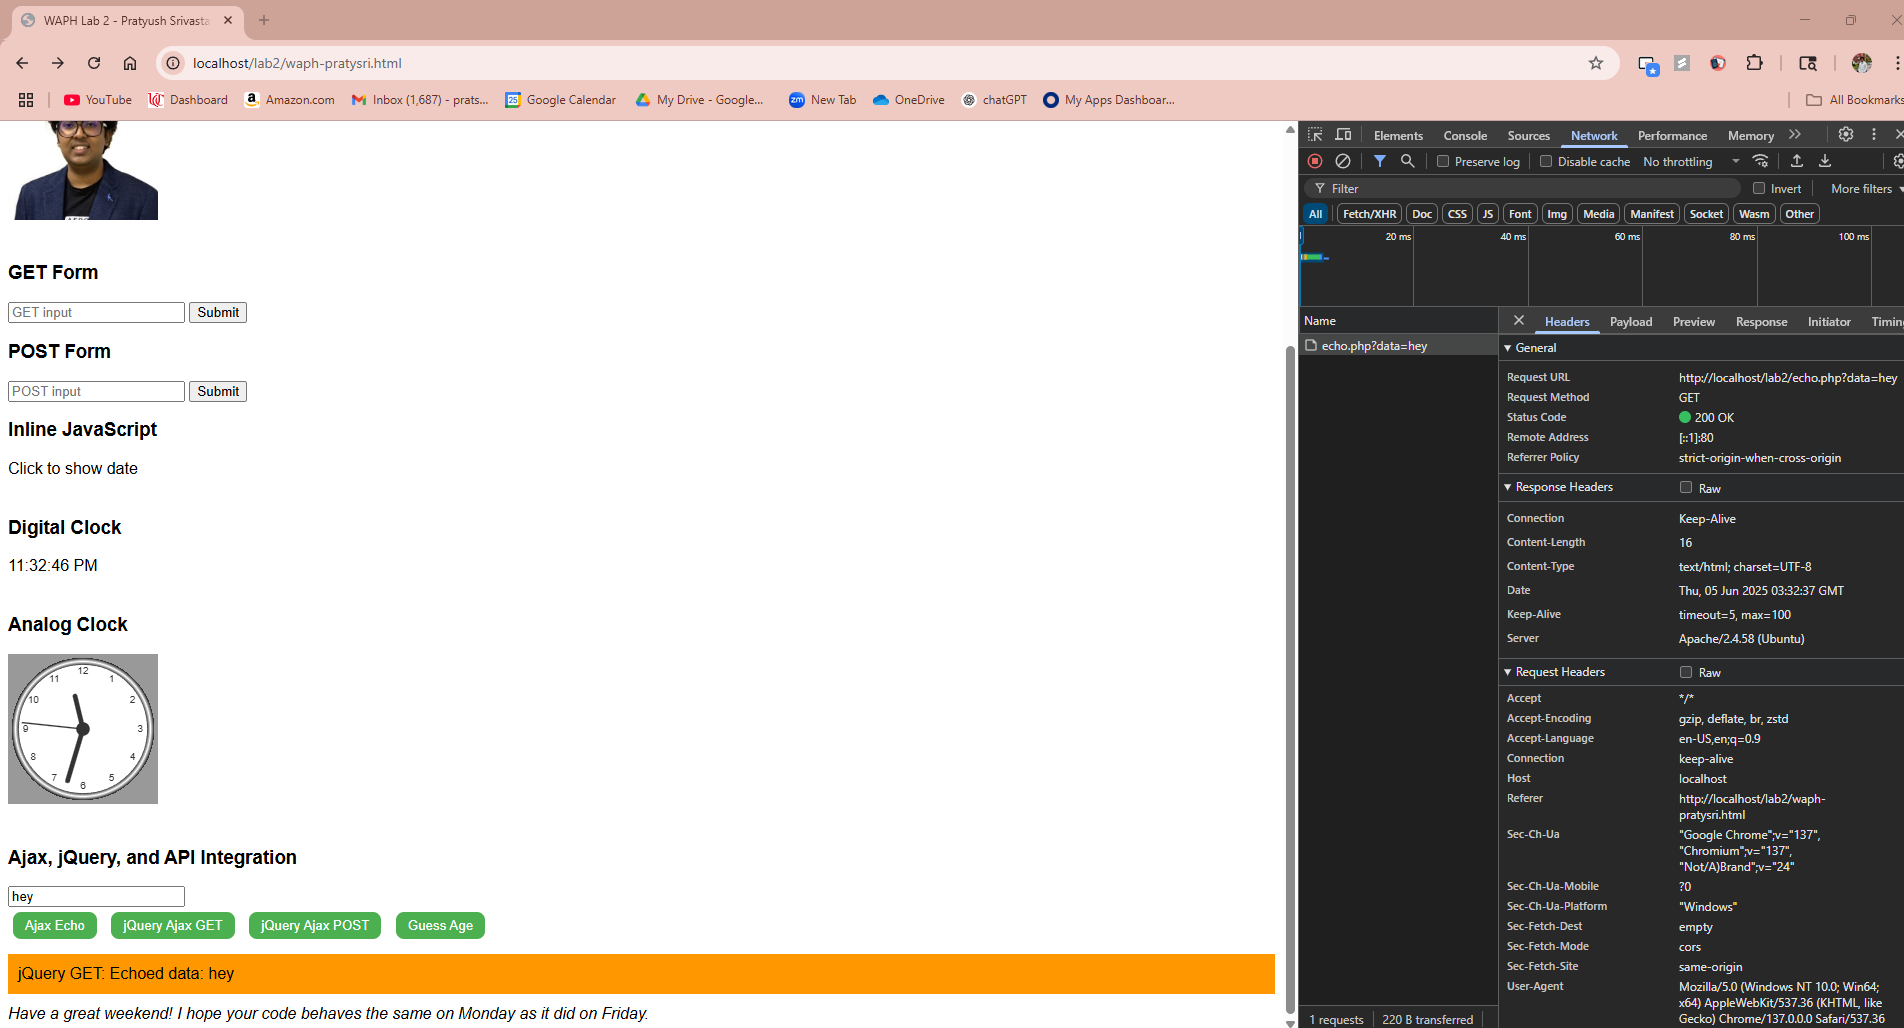 WAPH Lab 2 - Pratyush Srivasta
localhost/lab2/waph-pratysri.html
YouTube
Dashboard
Amazon.com
Inbox (1,687) - prats...
Google Calendar
My Drive - Google...
New Tab
OneDrive
chatGPT
My Apps Dashboar...
All Bookmarks
GET Form
GET input
Submit
POST Form
POST input
Submit
Inline JavaScript
Click to show date
Digital Clock
11:32:46 PM
Analog Clock
12
11 1
10 2
9 3
8 4
7 5
6
Ajax, jQuery, and API Integration
hey
Ajax Echo
jQuery Ajax GET
jQuery Ajax POST
Guess Age
jQuery GET: Echoed data: hey
Have a great weekend! I hope your code behaves the same on Monday as it did on Friday.
Elements
Console
Sources
Network
Performance
Memory
Preserve log
Disable cache
No throttling
Filter
Invert
More filters
All
Fetch/XHR
Doc
CSS
JS
Font
Img
Media
Manifest
Socket
Wasm
Other
20 ms
40 ms
60 ms
80 ms
100 ms
Name
echo.php?data=hey
Headers
Payload
Preview
Response
Initiator
Timing
General
Request URL http://localhost/lab2/echo.php?data=hey
Request Method GET
Status Code 200 OK
Remote Address [::1]:80
Referrer Policy strict-origin-when-cross-origin
Response Headers Raw
Connection Keep-Alive
Content-Length 16
Content-Type text/html; charset=UTF-8
Date Thu, 05 Jun 2025 03:32:37 GMT
Keep-Alive timeout=5, max=100
Server Apache/2.4.58 (Ubuntu)
Request Headers Raw
Accept */*
Accept-Encoding gzip, deflate, br, zstd
Accept-Language en-US,en;q=0.9
Connection keep-alive
Host localhost
Referer http://localhost/lab2/waph-
pratysri.html
Sec-Ch-Ua "Google Chrome";v="137",
"Chromium";v="137",
"Not/A)Brand";v="24"
Sec-Ch-Ua-Mobile ?0
Sec-Ch-Ua-Platform "Windows"
Sec-Fetch-Dest empty
Sec-Fetch-Mode cors
Sec-Fetch-Site same-origin
User-Agent Mozilla/5.0 (Windows NT 10.0; Win64;
x64) AppleWebKit/537.36 (KHTML, like
Gecko) Chrome/137.0.0.0 Safari/537.36
1 requests
220 B transferred